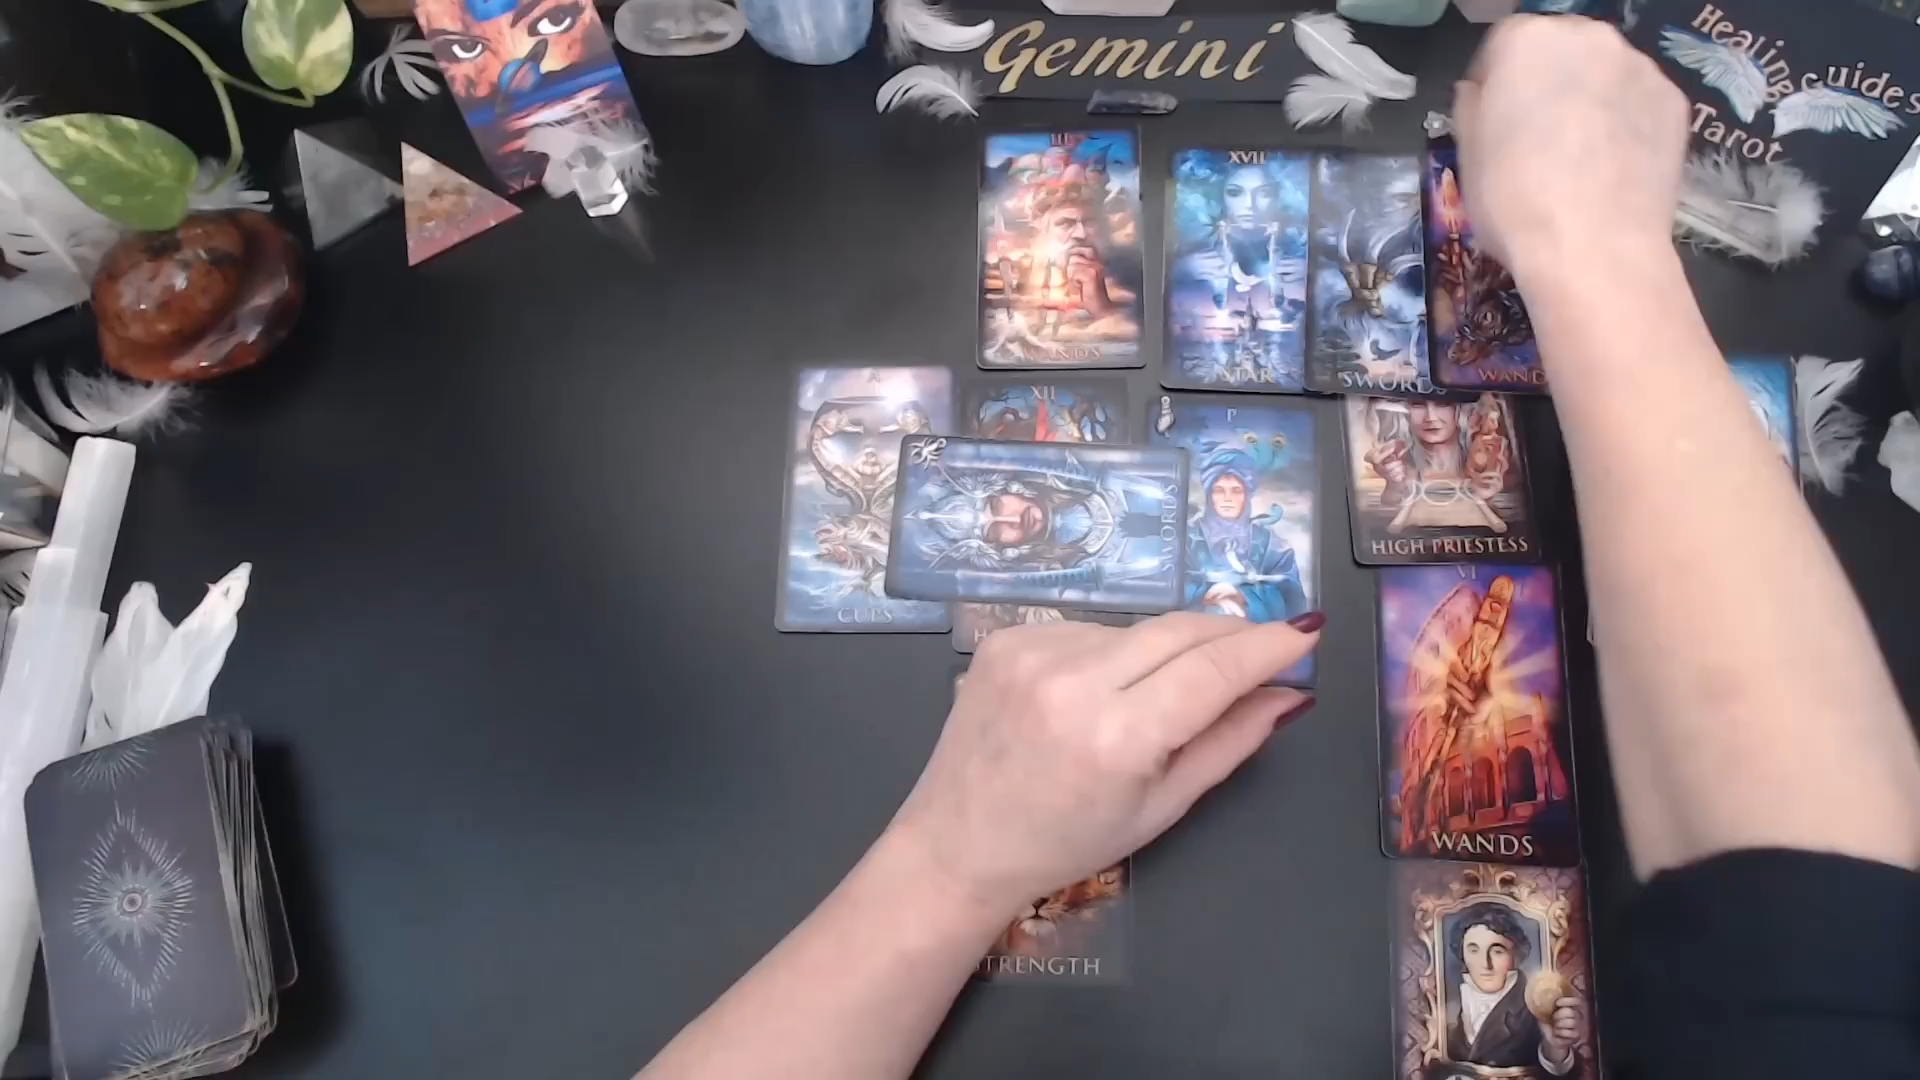 Gemini
Healing Guides
Tarot
III
WANDS
XVII
STAR
SWORDS
WAND
CUPS
XII
SWORDS
P
HIGH PRIESTESS
VI
WANDS
STRENGTH